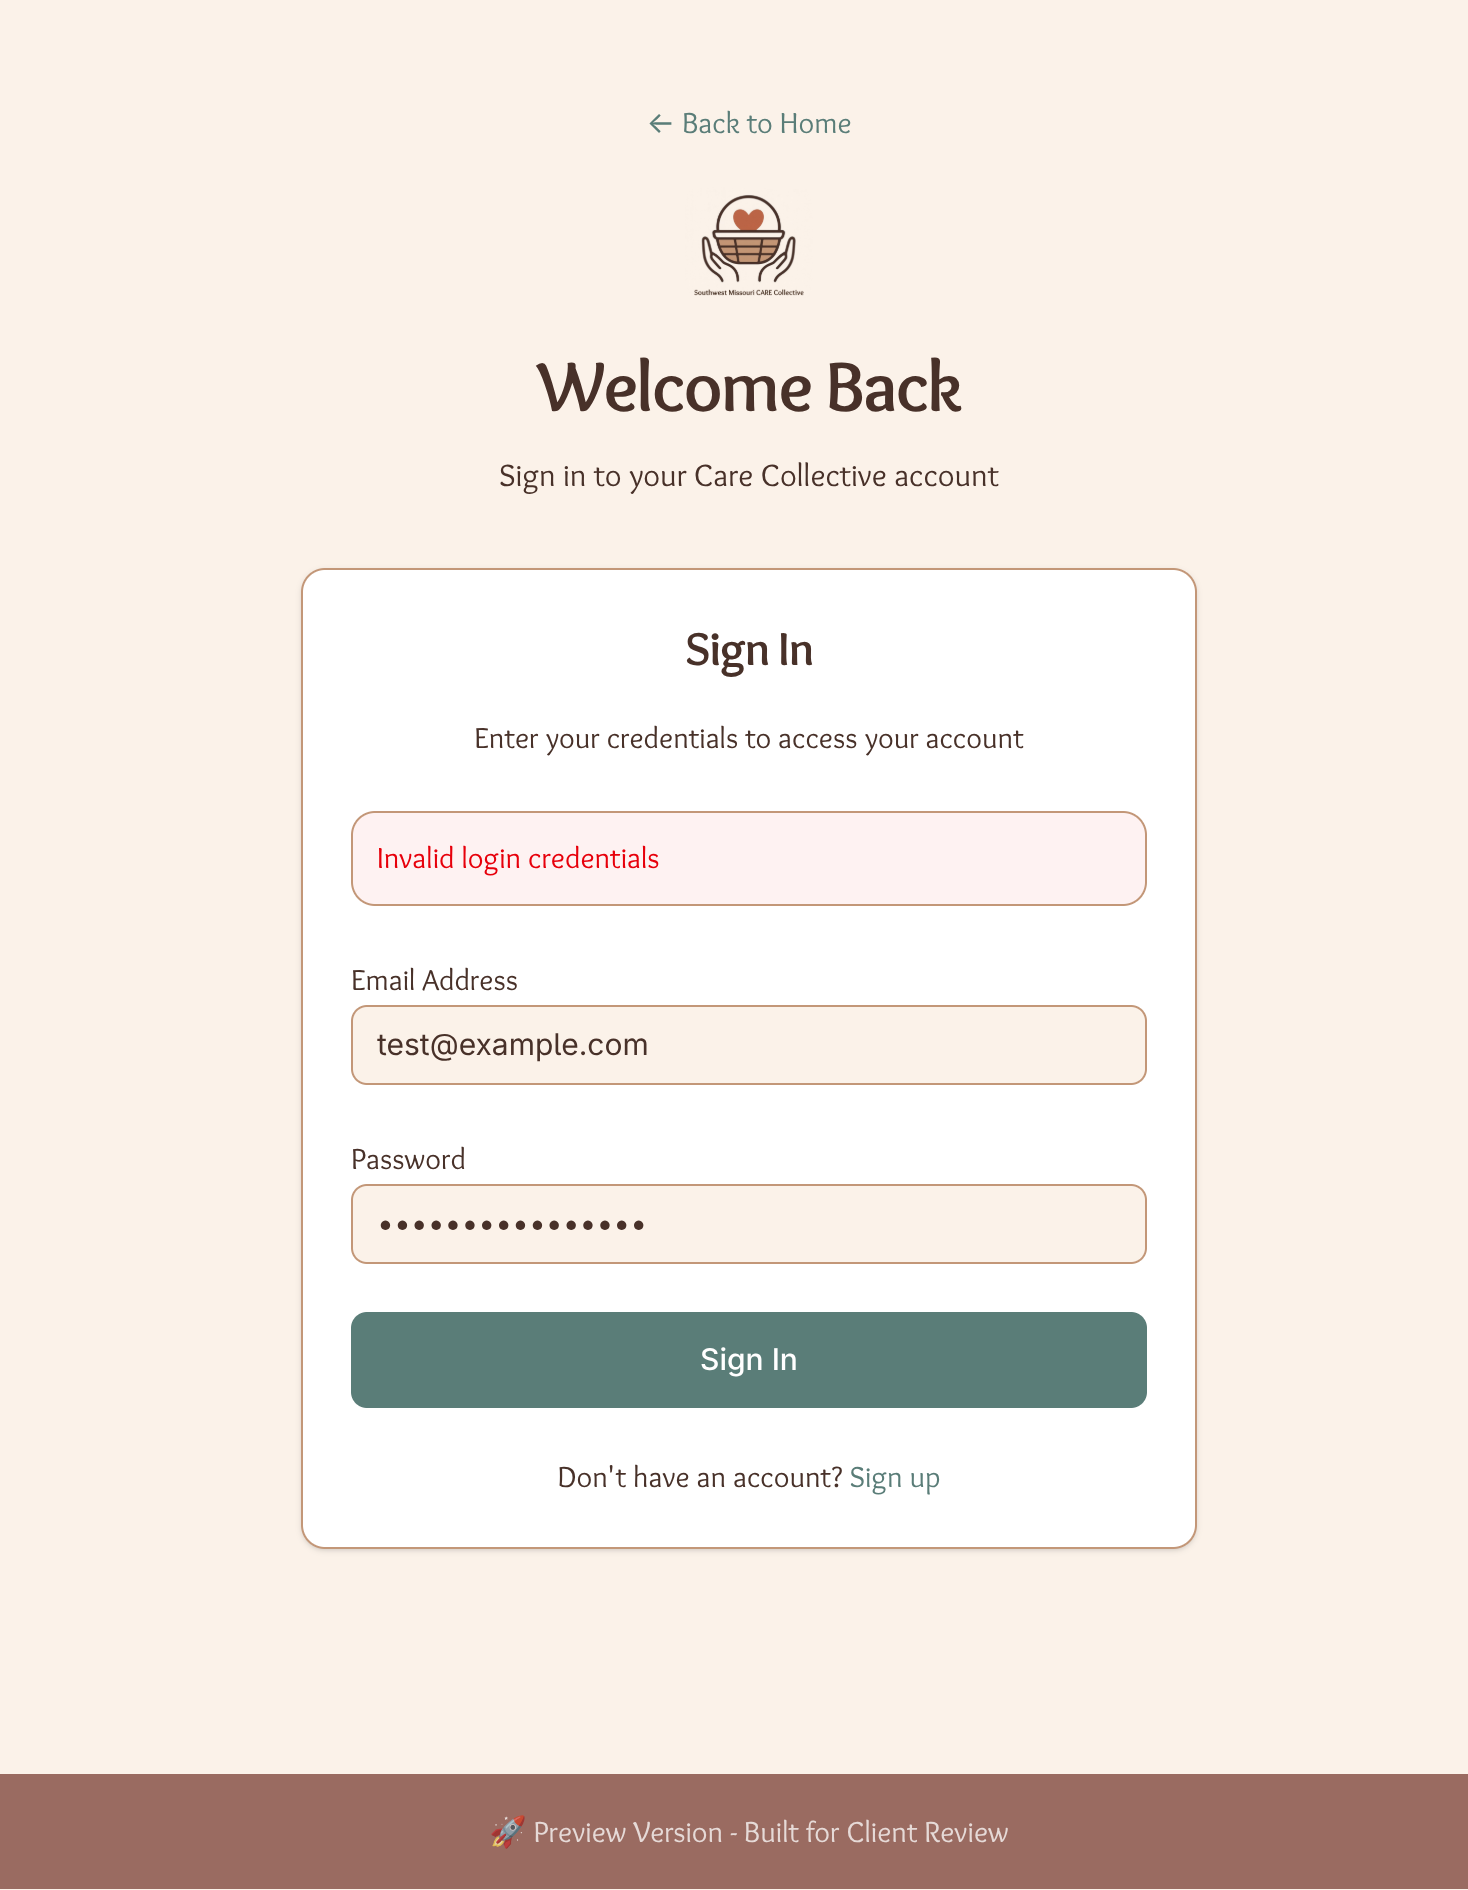 ← Back to Home
Southwest Missouri CARE Collective
Welcome Back
Sign in to your Care Collective account
Sign In
Enter your credentials to access your account
Invalid login credentials
Email Address
test@example.com
Password
••••••••••••••••
Sign In
Don't have an account? Sign up
🚀 Preview Version - Built for Client Review